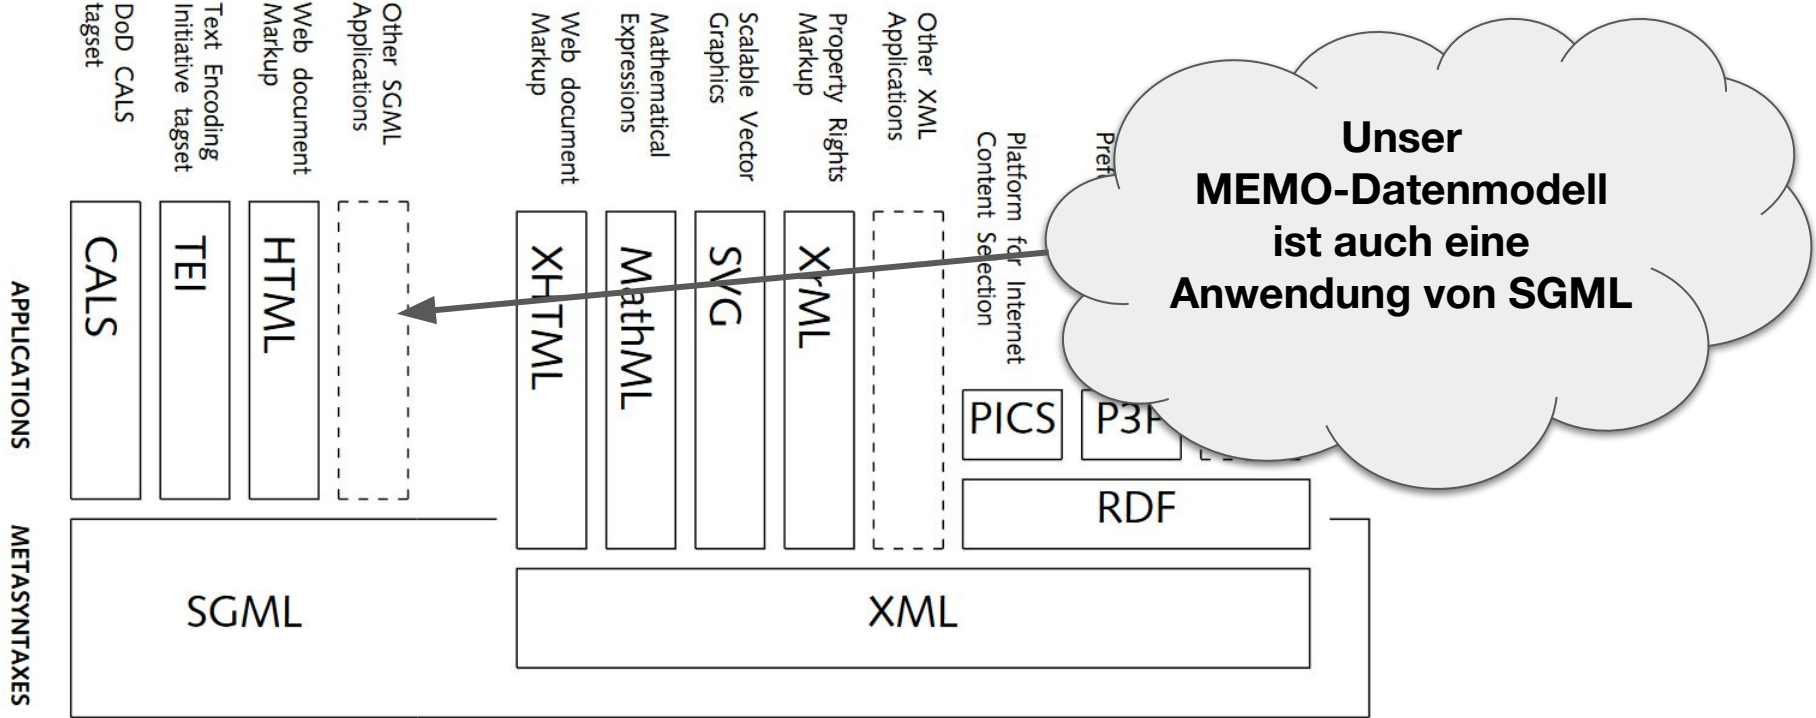 DoD CALS
tagset
Text Encoding
Initiative tagset
Web document
Markup
Other SGML
Applications
Web document
Markup
Mathematical
Expressions
Scalable Vector
Graphics
Property Rights
Markup
Other XML
Applications
Platform for Internet
Content Selection
Pref
Unser
MEMO-Datenmodell
ist auch eine
Anwendung von SGML
APPLICATIONS
CALS
TEI
HTML
XHTML
MathML
SVG
XrML
PICS
P3P
RDF
METASYNTAXES
SGML
XML